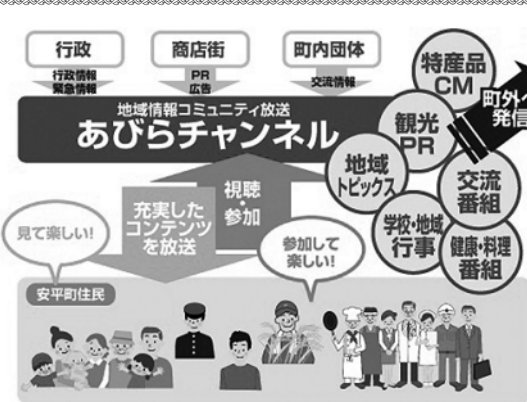 行政
商店街
町内団体
行政情報
緊急情報
PR
広告
交流情報
地域情報コミュニティ放送
あびらチャンネル
特産品
CM
町外へ
発信
観光
PR
地域
トピックス
交流
番組
学校・地域
行事
健康・料理
番組
視聴
・
参加
充実した
コンテンツ
を放送
見て楽しい!
参加して
楽しい!
安平町住民